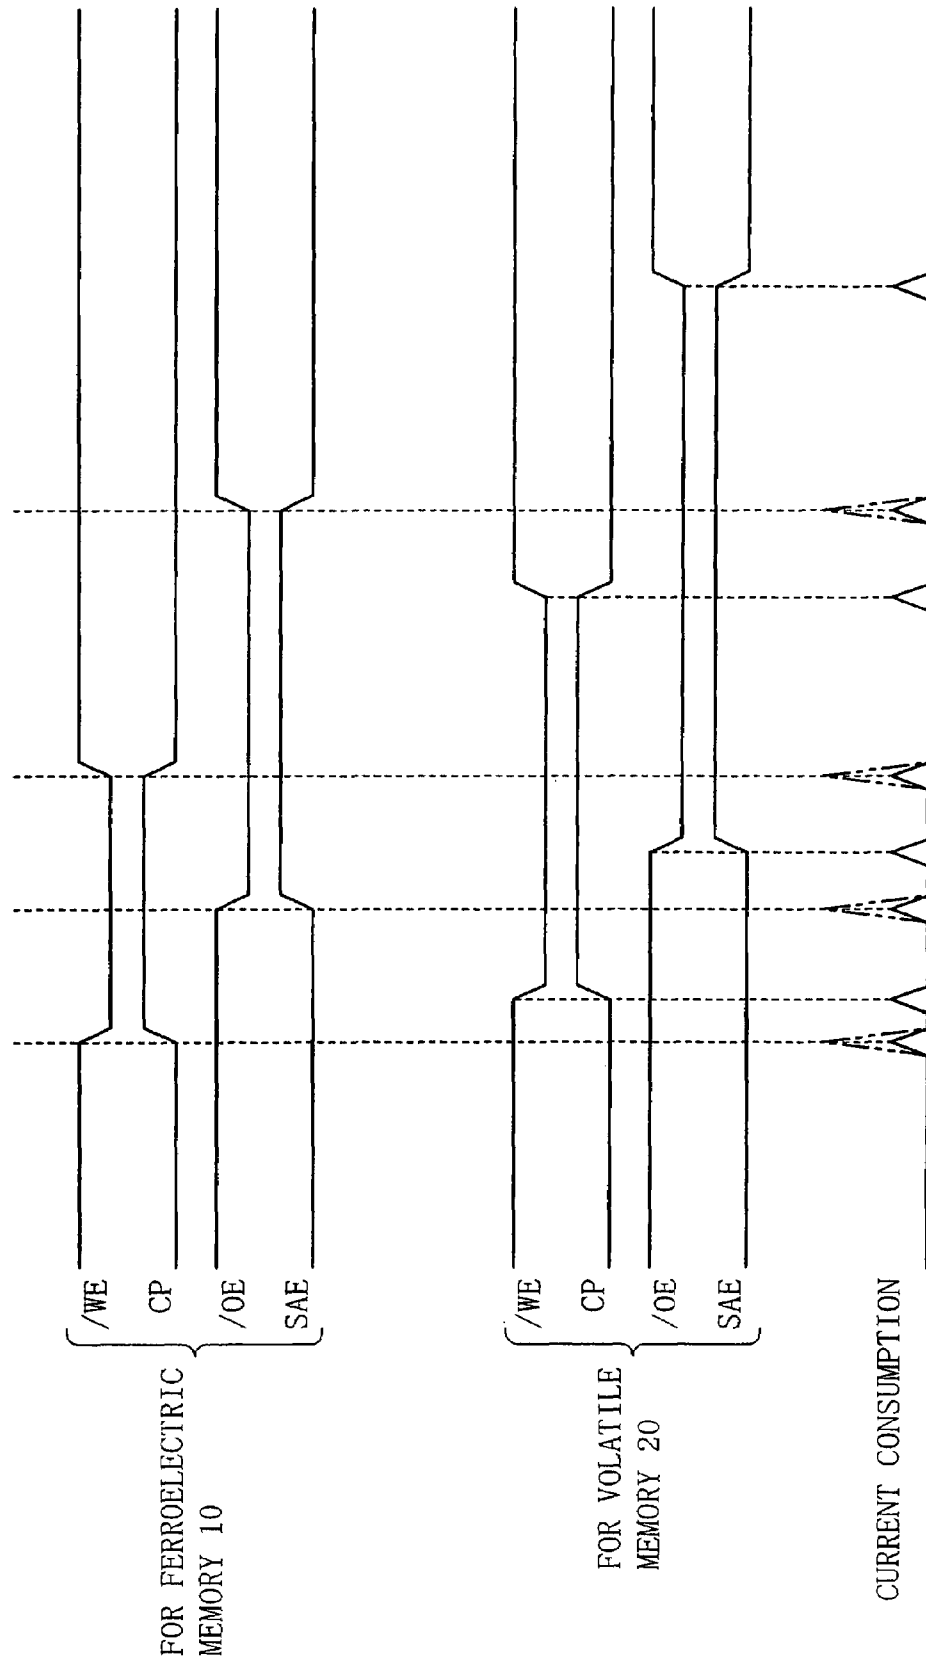 FOR FERROELECTRIC
MEMORY 10
/WE
CP
/OE
SAE
FOR VOLATILE
MEMORY 20
/WE
CP
/OE
SAE
CURRENT CONSUMPTION